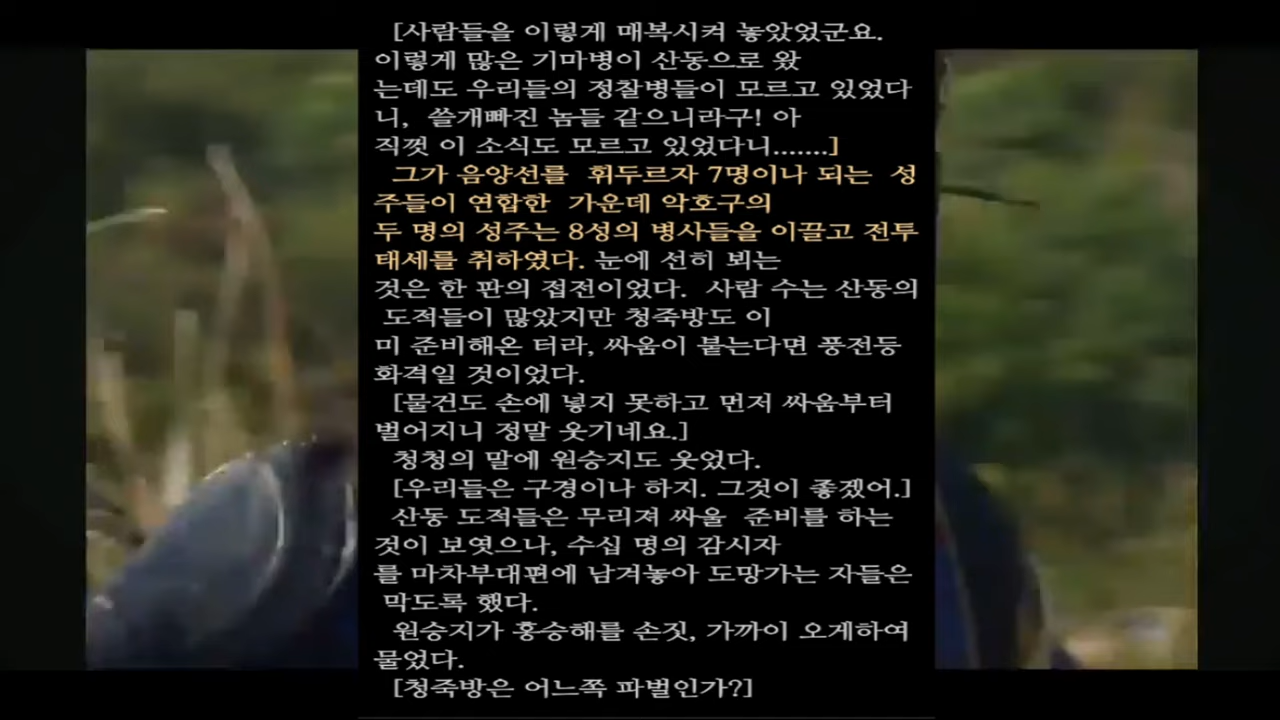 [사람들을 이렇게 매복시켜 놓았었군요.
이렇게 많은 기마병이 산동으로 왔
는데도 우리들의 정찰병들이 모르고 있었다
니, 쓸개빠진 놈들 같으니라구! 아
직껏 이 소식도 모르고 있었다니.......]
그가 음양선를 휘두르자 7명이나 되는 성
주들이 연합한 가운데 악호구의
두 명의 성주는 8성의 병사들을 이끌고 전투
태세를 취하였다. 눈에 선히 뵈는
것은 한 판의 접전이었다. 사람 수는 산동의
도적들이 많았지만 청죽방도 이
미 준비해온 터라, 싸움이 붙는다면 풍전등
화격일 것이었다.
[물건도 손에 넣지 못하고 먼저 싸움부터
벌어지니 정말 웃기네요.]
청청의 말에 원승지도 웃었다.
[우리들은 구경이나 하지. 그것이 좋겠어.]
산동 도적들은 무리져 싸울 준비를 하는
것이 보엿으나, 수십 명의 감시자
를 마차부대편에 남겨놓아 도망가는 자들은
막도록 했다.
원승지가 홍승해를 손짓, 가까이 오게하여
물었다.
[청죽방은 어느쪽 파벌인가?]